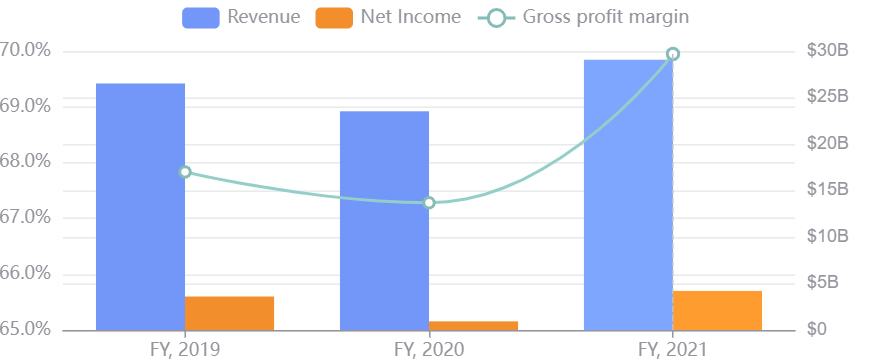 Revenue Net Income Gross profit margin
70.0% $30B
$25B
69.0%
$20B
68.0%
$15B
67.0%
$10B
66.0%
$5B
65.0% $0
FY, 2019 FY, 2020 FY, 2021